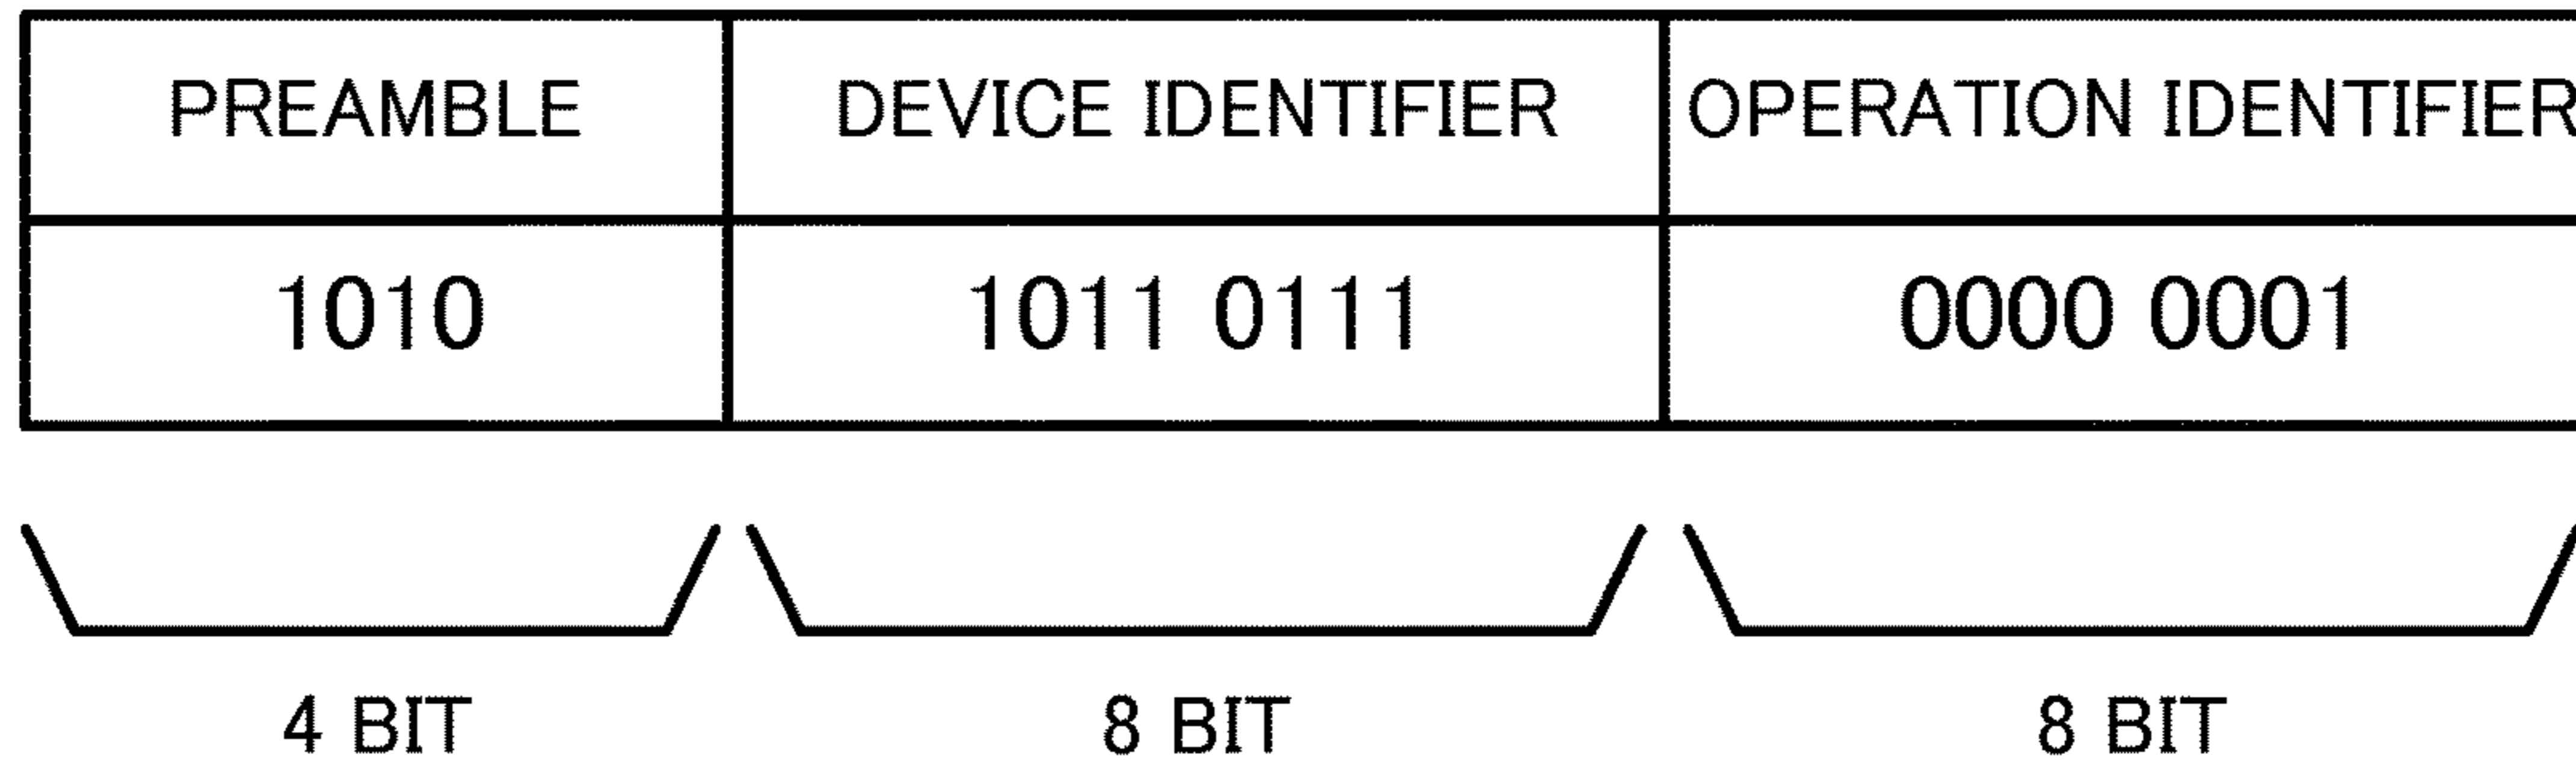 PREAMBLE DEVICE IDENTIFIER OPERATION IDENTIFIER
1010 1011 0111 0000 0001
4 BIT 8 BIT 8 BIT